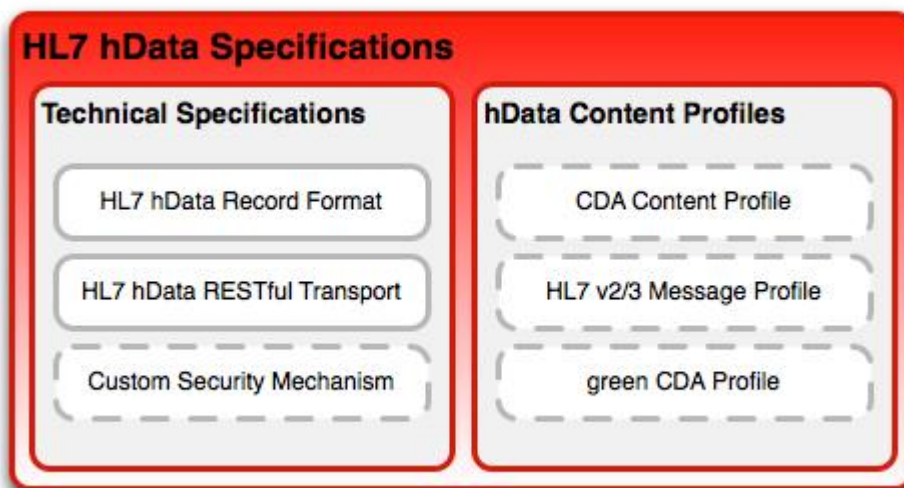 HL7 hData Specifications
Technical Specifications
HL7 hData Record Format
HL7 hData RESTful Transport
Custom Security Mechanism
hData Content Profiles
CDA Content Profile
HL7 v2/3 Message Profile
green CDA Profile